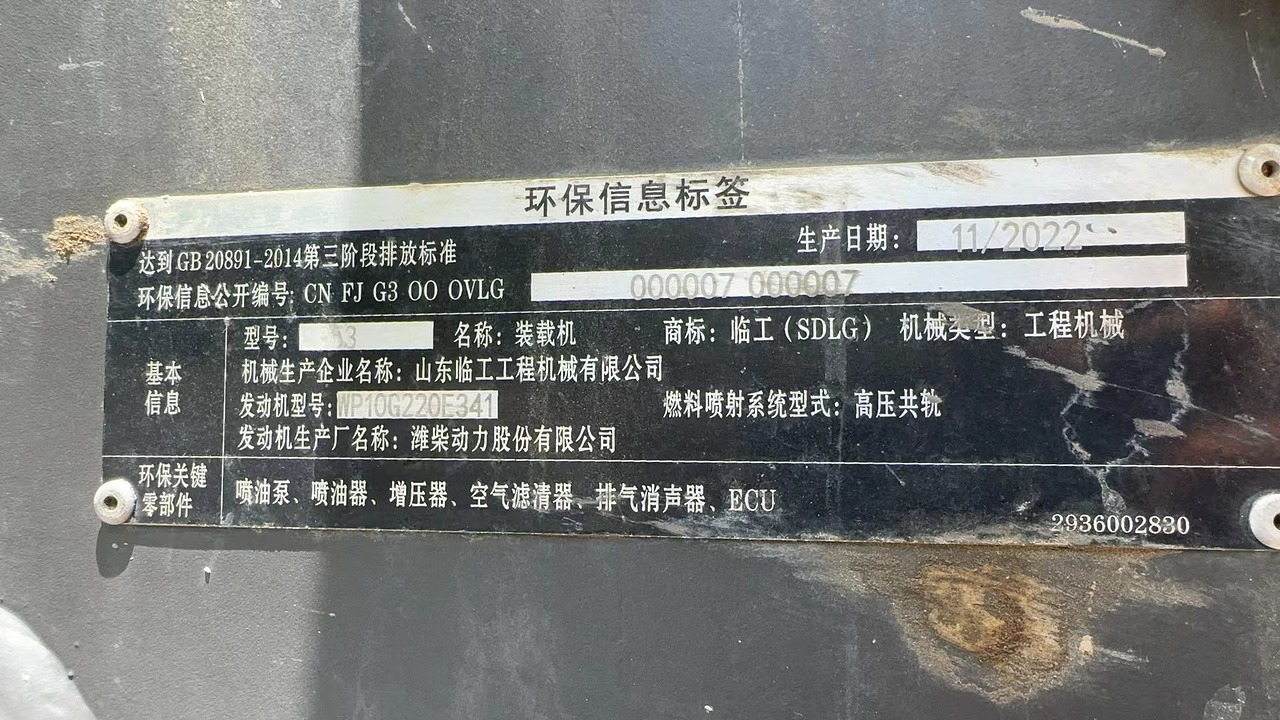 环保信息标签
达到GB 20891-2014第三阶段排放标准 生产日期: 11/2022
环保信息公开编号: CN FJ G3 OO OVLG 000007 000007
基本信息
型号: 名称: 装载机 商标: 临工(SDLG) 机械类型: 工程机械
机械生产企业名称: 山东临工工程机械有限公司
发动机型号: WP10G220E341 燃料喷射系统型式: 高压共轨
发动机生产厂名称: 潍柴动力股份有限公司
环保关键零部件
喷油泵、喷油器、增压器、空气滤清器、排气消声器、ECU
2936002830